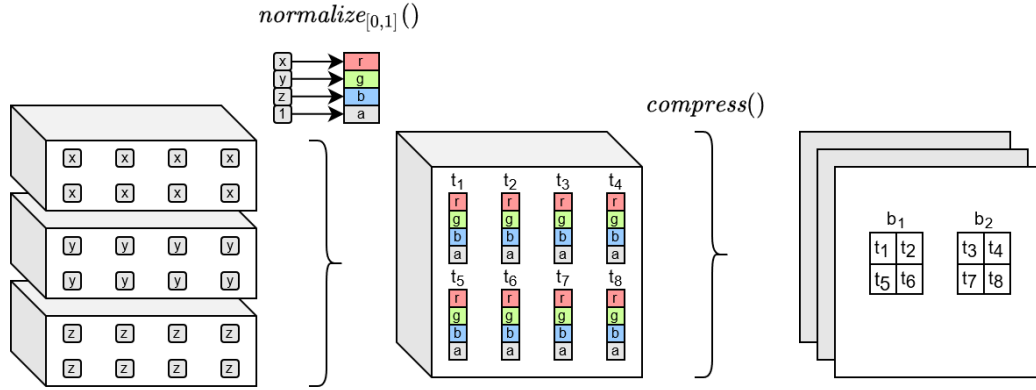 normalize[0,1]()
x r
y g
z b
1 a
compress()
x x x x
x x x x
y y y y
y y y y
z z z z
z z z z
t1 t2 t3 t4
r r r r
g g g g
b b b b
a a a a
t5 t6 t7 t8
r r r r
g g g g
b b b b
a a a a
b1 b2
t1 t2 t3 t4
t5 t6 t7 t8